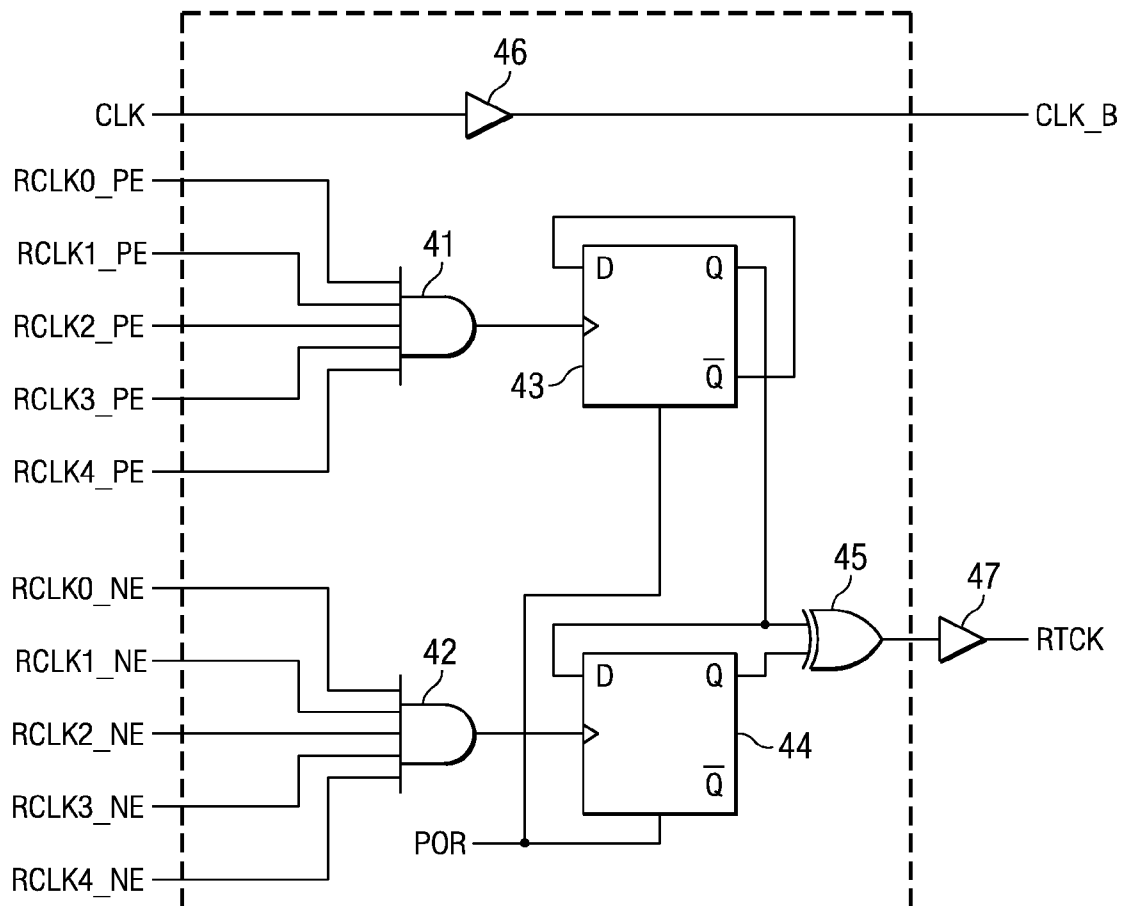 46
CLK
CLK_B
RCLK0_PE
RCLK1_PE
41
D
Q
RCLK2_PE
43
Q̅
RCLK3_PE
RCLK4_PE
45
47
RCLK0_NE
RTCK
RCLK1_NE
42
D
Q
RCLK2_NE
44
Q̅
RCLK3_NE
POR
RCLK4_NE